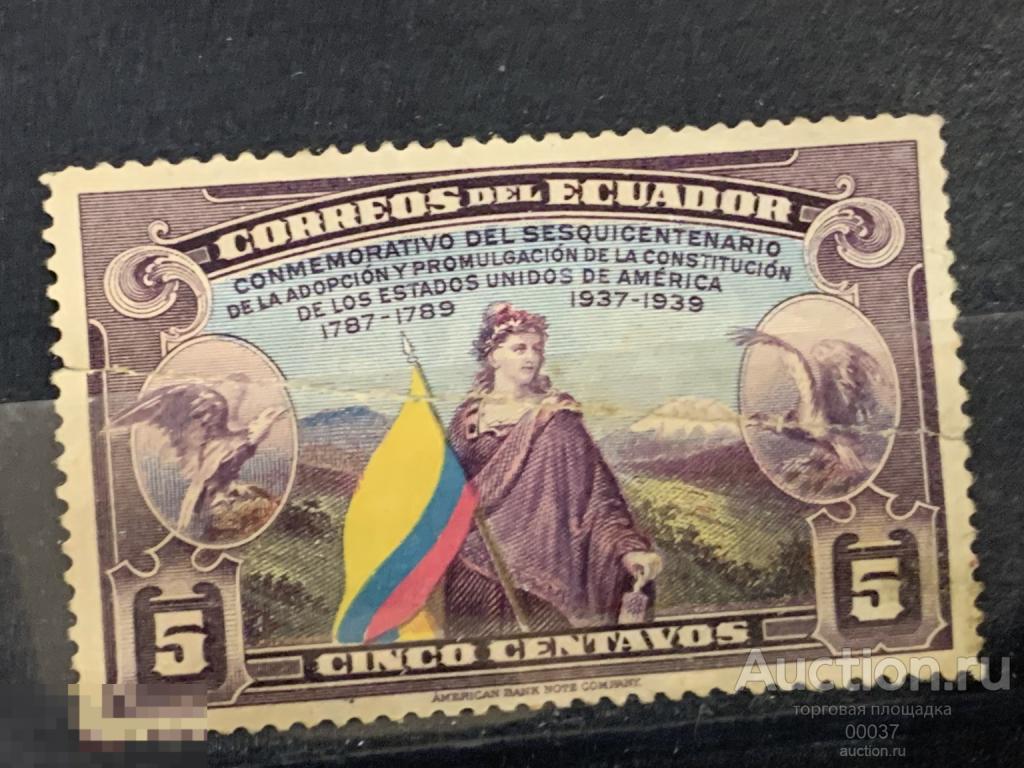 CORREOS DEL ECUADOR
CONMEMORATIVO DEL SESQUICENTENARIO
DE LA ADOPCIÓN Y PROMULGACIÓN DE LA CONSTITUCIÓN
DE LOS ESTADOS UNIDOS DE AMÉRICA
1787-1789 1937-1939
5 5
CINCO CENTAVOS
AMERICAN BANK NOTE COMPANY.
Auction.ru
торговая площадка
00037
auction.ru